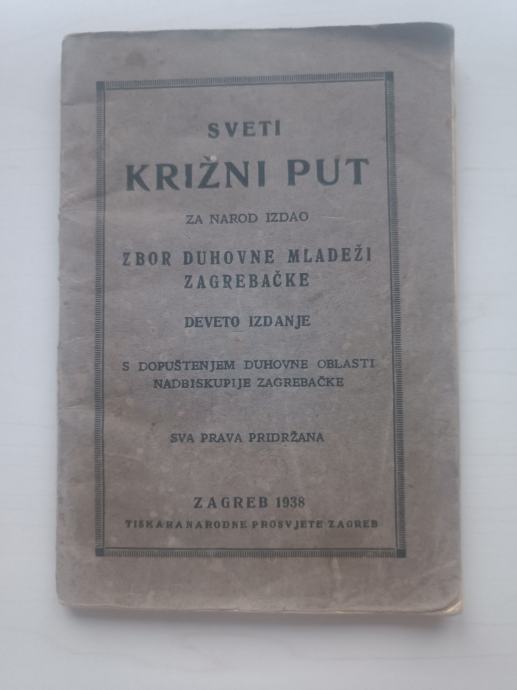 SVETI
KRIŽNI PUT
ZA NAROD IZDAO
ZBOR DUHOVNE MLADEŽI
ZAGREBAČKE
DEVETO IZDANJE
S DOPUŠTENJEM DUHOVNE OBLASTI
NADBISKUPIJE ZAGREBAČKE
SVA PRAVA PRIDRŽANA
ZAGREB 1938
TISKARA NARODNE PROSVJETE ZAGREB